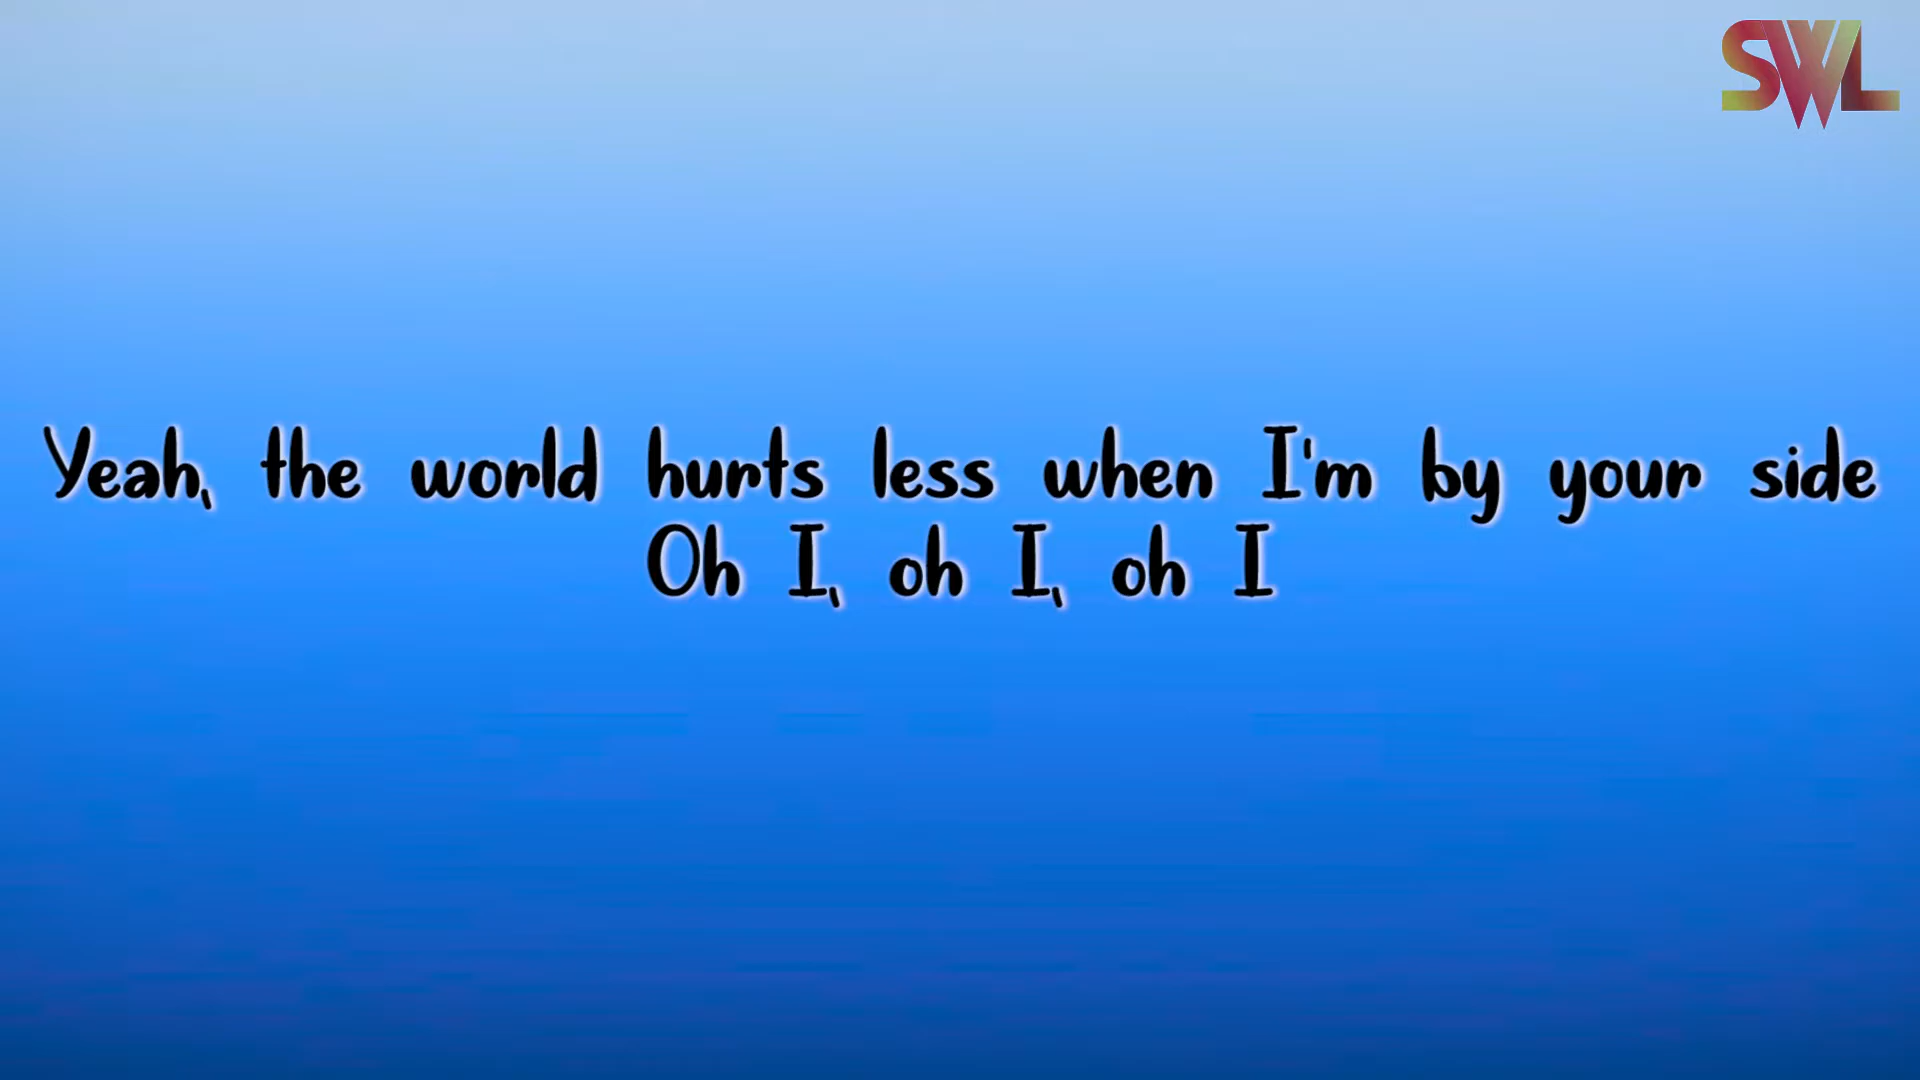 SWL
Yeah, the world hurts less when I'm by your side
Oh I, oh I, oh I